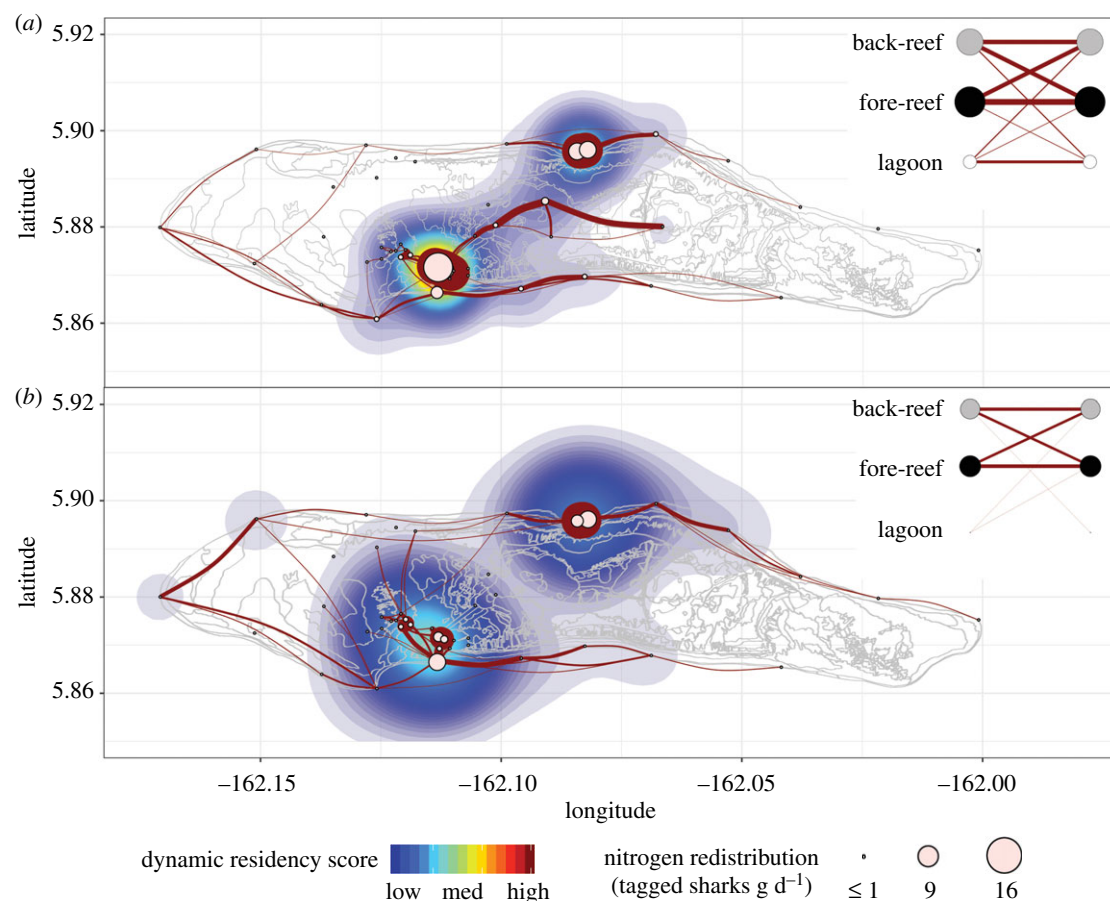 (a)
5.92
5.90
5.88
5.86
latitude
back-reef
fore-reef
lagoon
(b)
5.92
5.90
5.88
5.86
latitude
back-reef
fore-reef
lagoon
−162.15 −162.10 −162.05 −162.00
longitude
dynamic residency score
low med high
nitrogen redistribution
(tagged sharks g d⁻¹)
≤ 1 9 16